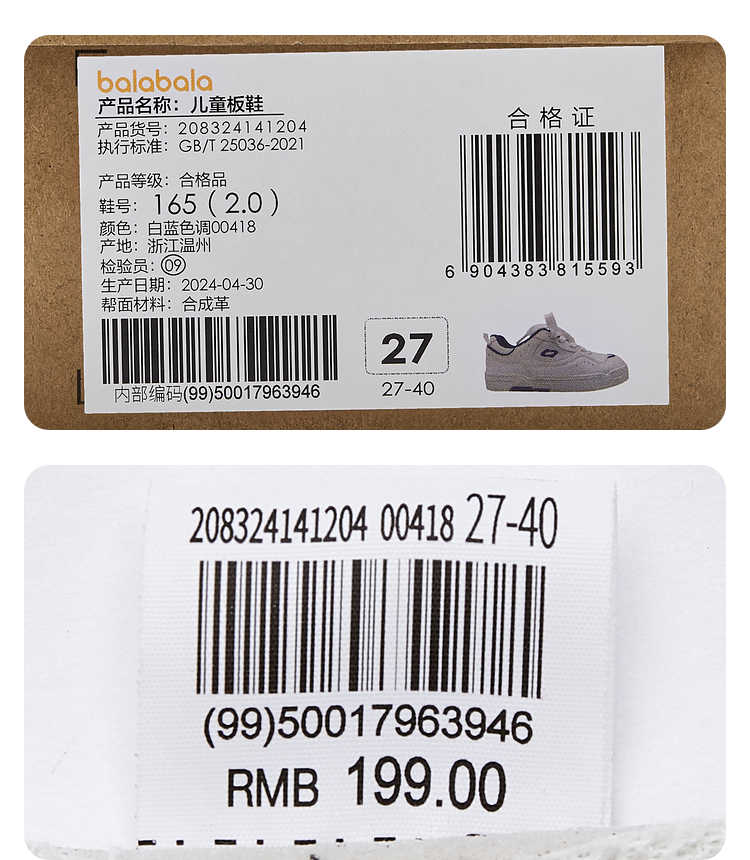 balabala
产品名称：儿童板鞋
产品货号：208324141204
执行标准：GB/T 25036-2021
产品等级：合格品
鞋号：165（2.0）
颜色：白蓝色调00418
产地：浙江温州
检验员：09
生产日期：2024-04-30
帮面材料：合成革
内部编码(99)50017963946
合格证
6 904383 815593
27
27-40
208324141204 00418 27-40
(99)50017963946
RMB 199.00